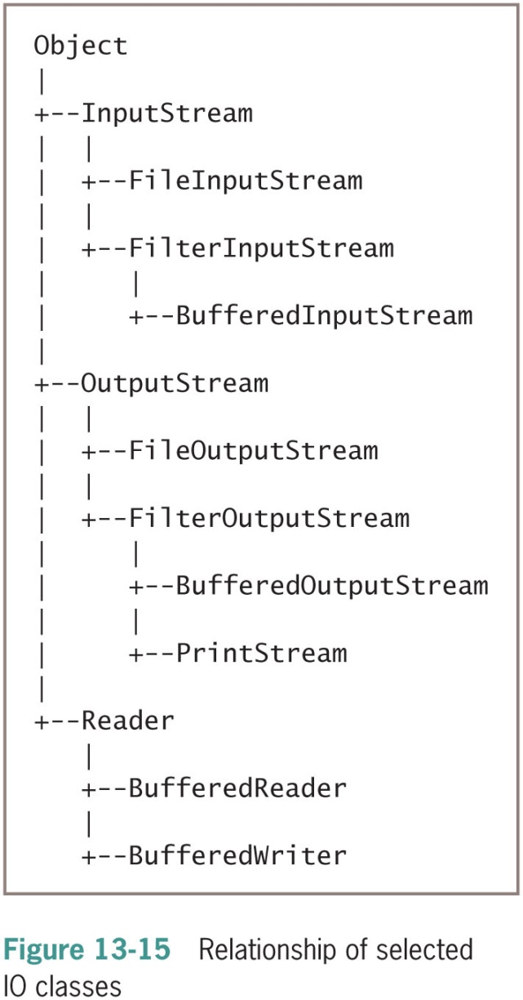 Object
|
+--InputStream
|  |
|  +--FileInputStream
|  |
|  +--FilterInputStream
|     |
|     +--BufferedInputStream
|
+--OutputStream
|  |
|  +--FileOutputStream
|  |
|  +--FilterOutputStream
|     |
|     +--BufferedOutputStream
|     |
|     +--PrintStream
|
+--Reader
   |
   +--BufferedReader
   |
   +--BufferedWriter
Figure 13-15 Relationship of selected
IO classes